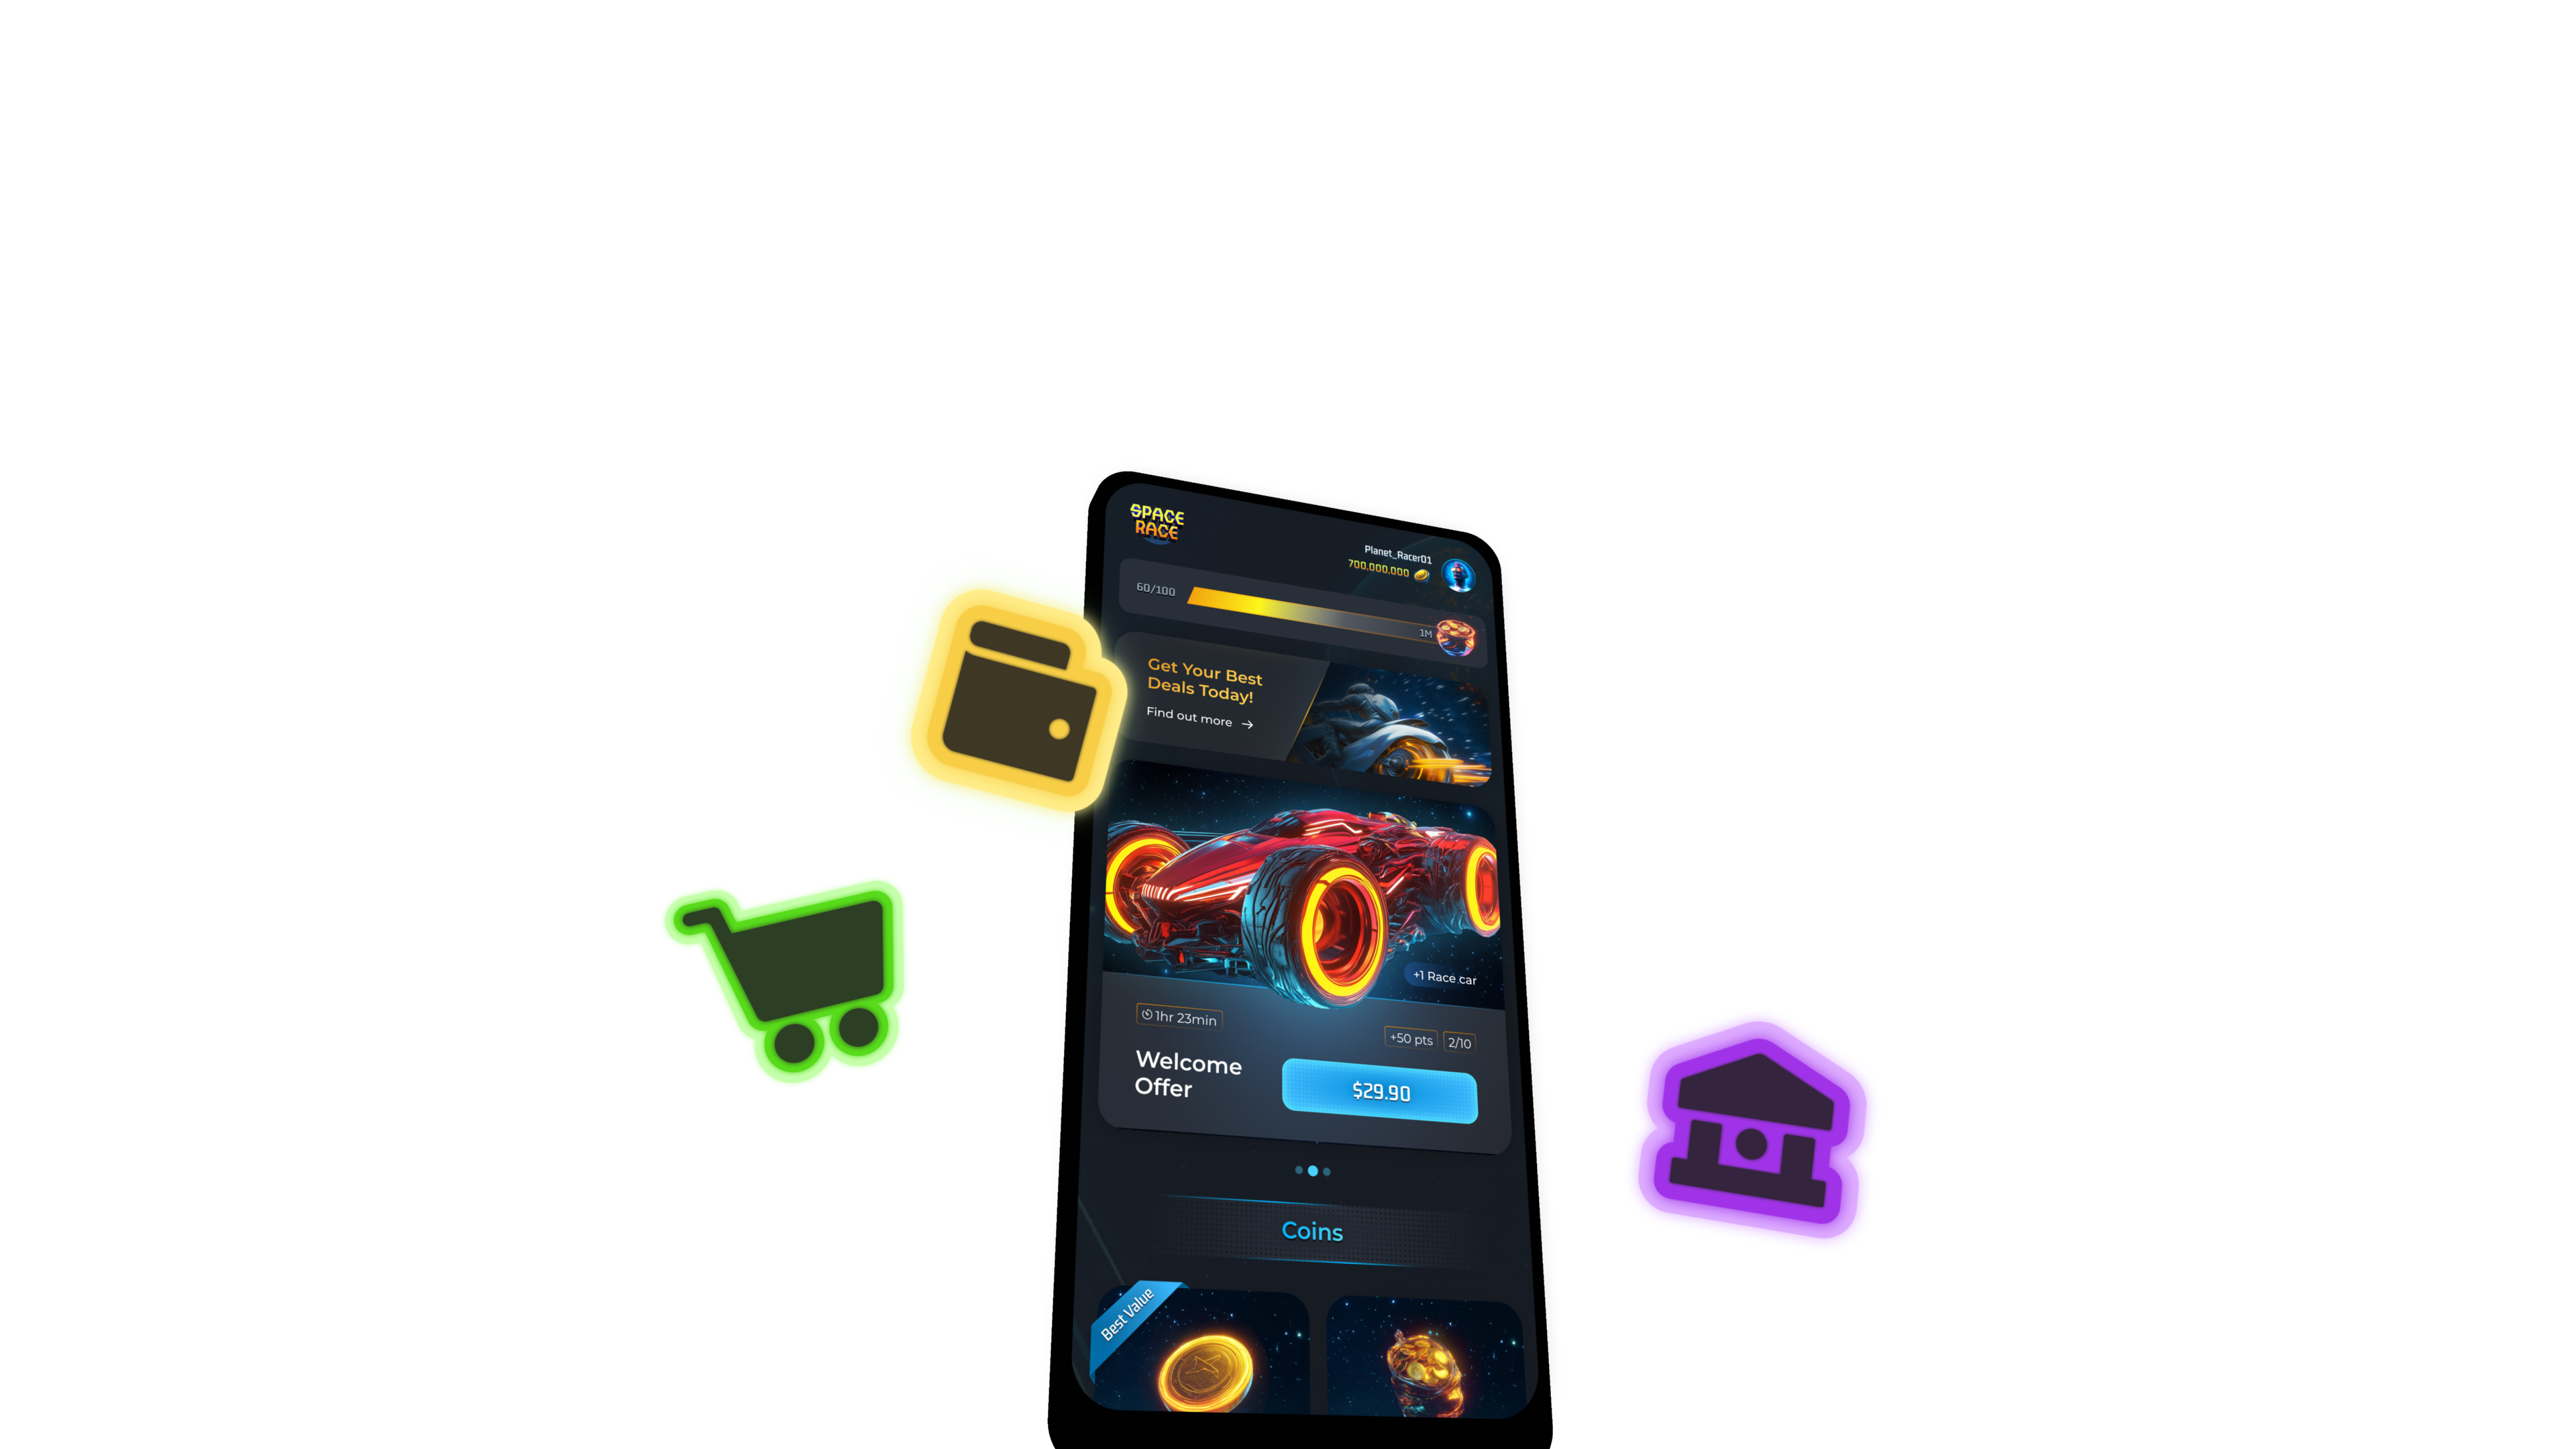 SPACE
RACE
Planet_Racer01
700,000,000
60/100
1M
Get Your Best
Deals Today!
Find out more →
+1 Race car
1hr 23min
+50 pts
2/10
Welcome
Offer
$29.90
Coins
Best Value